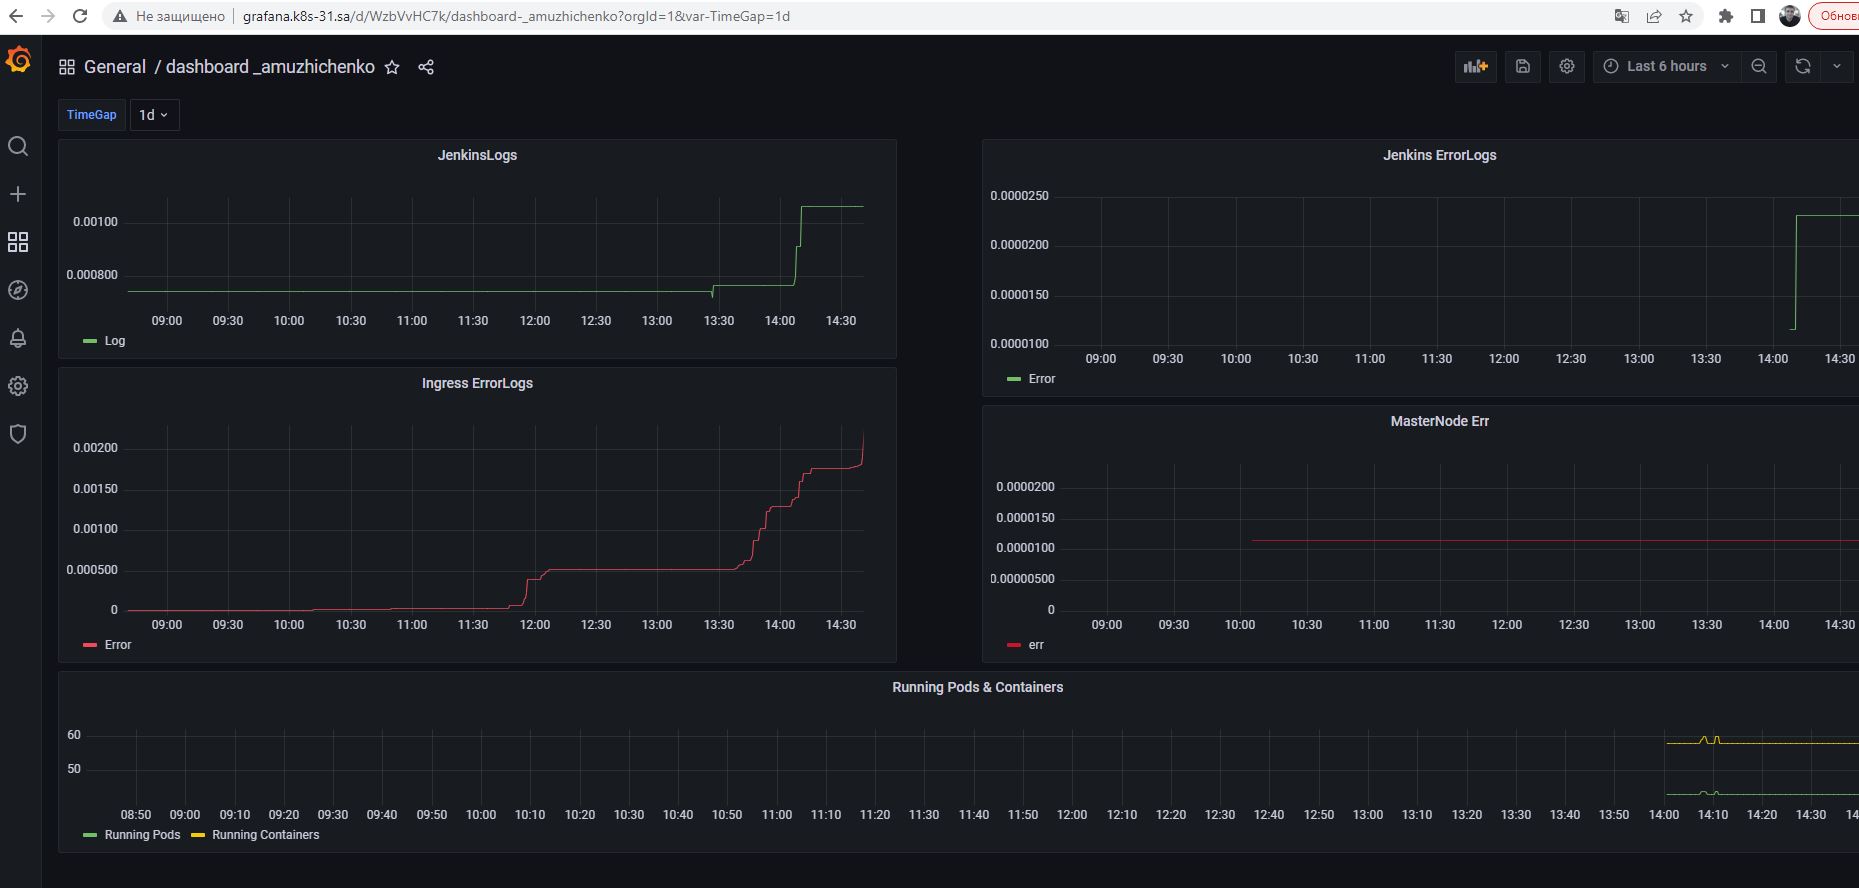 Не защищено grafana.k8s-31.sa/d/WzbVvHC7k/dashboard-_amuzhichenko?orgId=1&var-TimeGap=1d Обнов
General / dashboard _amuzhichenko
Last 6 hours
TimeGap 1d
JenkinsLogs
0.00100
0.000800
09:00 09:30 10:00 10:30 11:00 11:30 12:00 12:30 13:00 13:30 14:00 14:30
Log
Jenkins ErrorLogs
0.0000250
0.0000200
0.0000150
0.0000100
09:00 09:30 10:00 10:30 11:00 11:30 12:00 12:30 13:00 13:30 14:00 14:30
Error
Ingress ErrorLogs
0.00200
0.00150
0.00100
0.000500
0
09:00 09:30 10:00 10:30 11:00 11:30 12:00 12:30 13:00 13:30 14:00 14:30
Error
MasterNode Err
0.0000200
0.0000150
0.0000100
0.00000500
0
09:00 09:30 10:00 10:30 11:00 11:30 12:00 12:30 13:00 13:30 14:00 14:30
err
Running Pods & Containers
60
50
08:50 09:00 09:10 09:20 09:30 09:40 09:50 10:00 10:10 10:20 10:30 10:40 10:50 11:00 11:10 11:20 11:30 11:40 11:50 12:00 12:10 12:20 12:30 12:40 12:50 13:00 13:10 13:20 13:30 13:40 13:50 14:00 14:10 14:20 14:30 14
Running Pods Running Containers